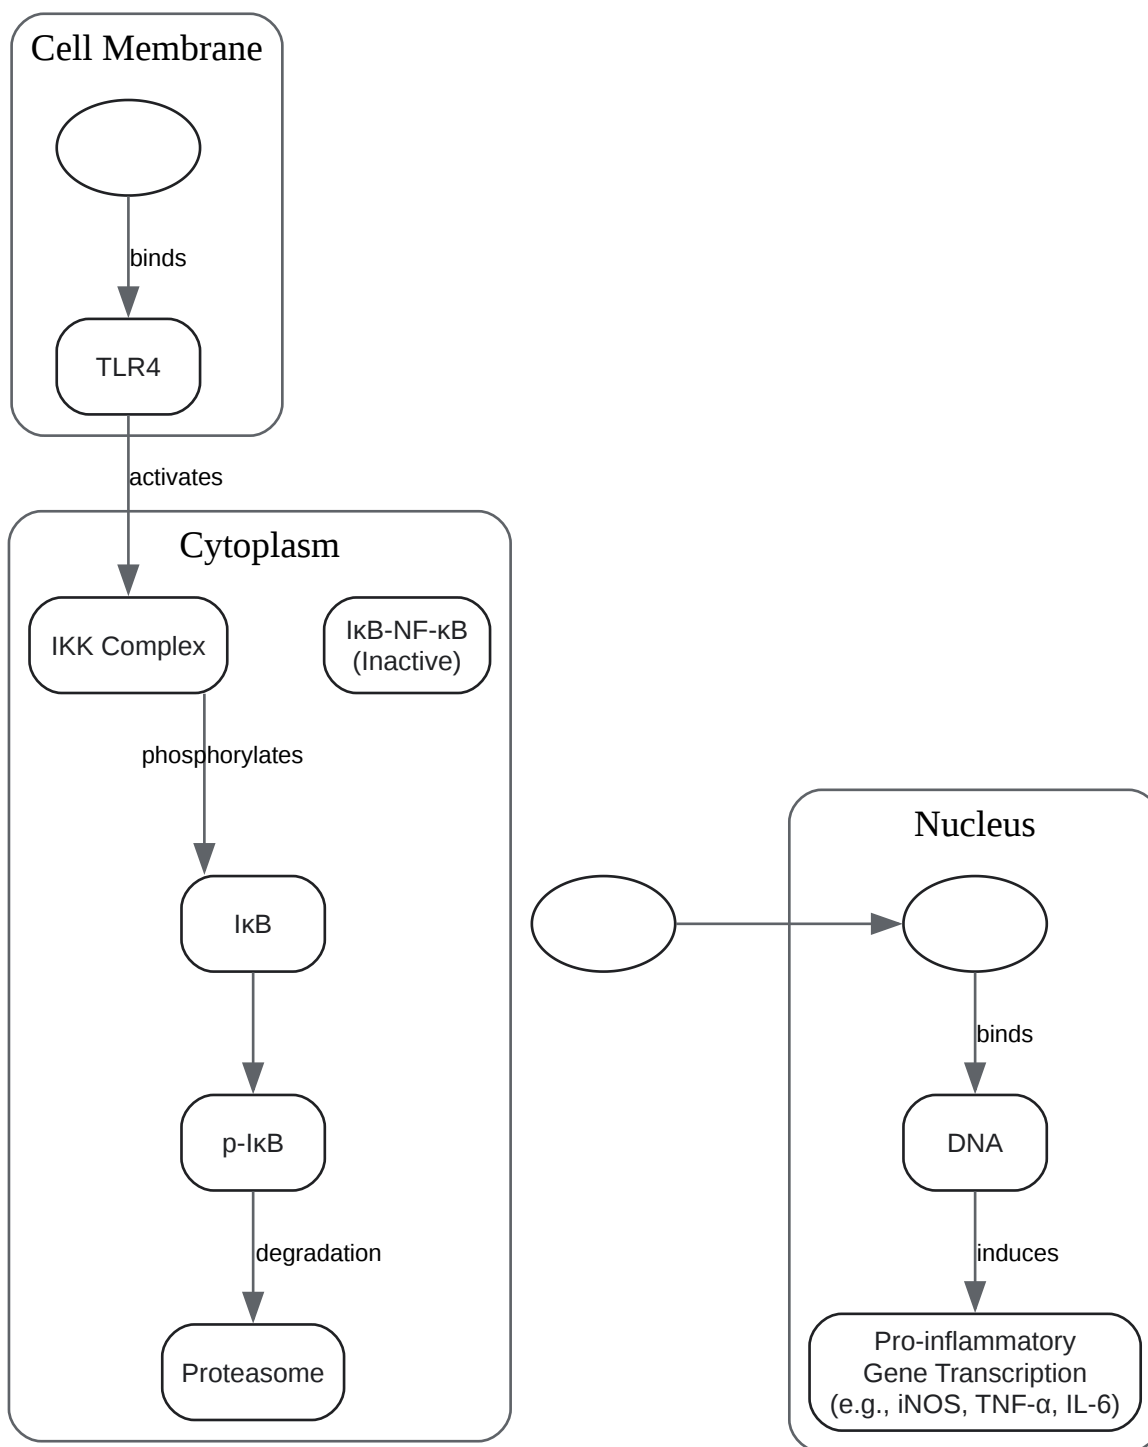 Cell Membrane
binds
TLR4
activates
Cytoplasm
IKK Complex
IκB-NF-κB
(Inactive)
phosphorylates
IκB
p-IκB
degradation
Proteasome
Nucleus
binds
DNA
induces
Pro-inflammatory
Gene Transcription
(e.g., iNOS, TNF-α, IL-6)